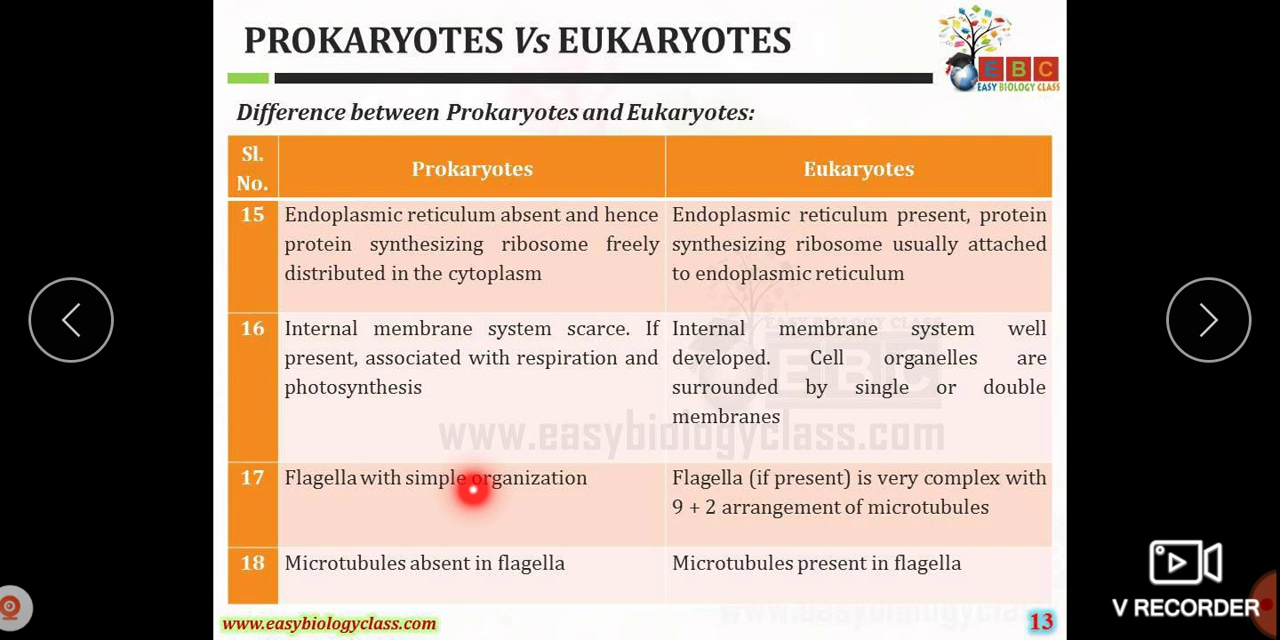 PROKARYOTES Vs EUKARYOTES
E B C
EASY BIOLOGY CLASS
Difference between Prokaryotes and Eukaryotes:
Sl.
No.
Prokaryotes
Eukaryotes
15
Endoplasmic reticulum absent and hence
protein synthesizing ribosome freely
distributed in the cytoplasm
Endoplasmic reticulum present, protein
synthesizing ribosome usually attached
to endoplasmic reticulum
16
Internal membrane system scarce. If
present, associated with respiration and
photosynthesis
Internal membrane system well
developed. Cell organelles are
surrounded by single or double
membranes
EASY BIOLOGY CLASS
EBC
www.easybiologyclass.com
17
Flagella with simple organization
Flagella (if present) is very complex with
9 + 2 arrangement of microtubules
18
Microtubules absent in flagella
Microtubules present in flagella
www.easybiologyclass.com
13
V RECORDER